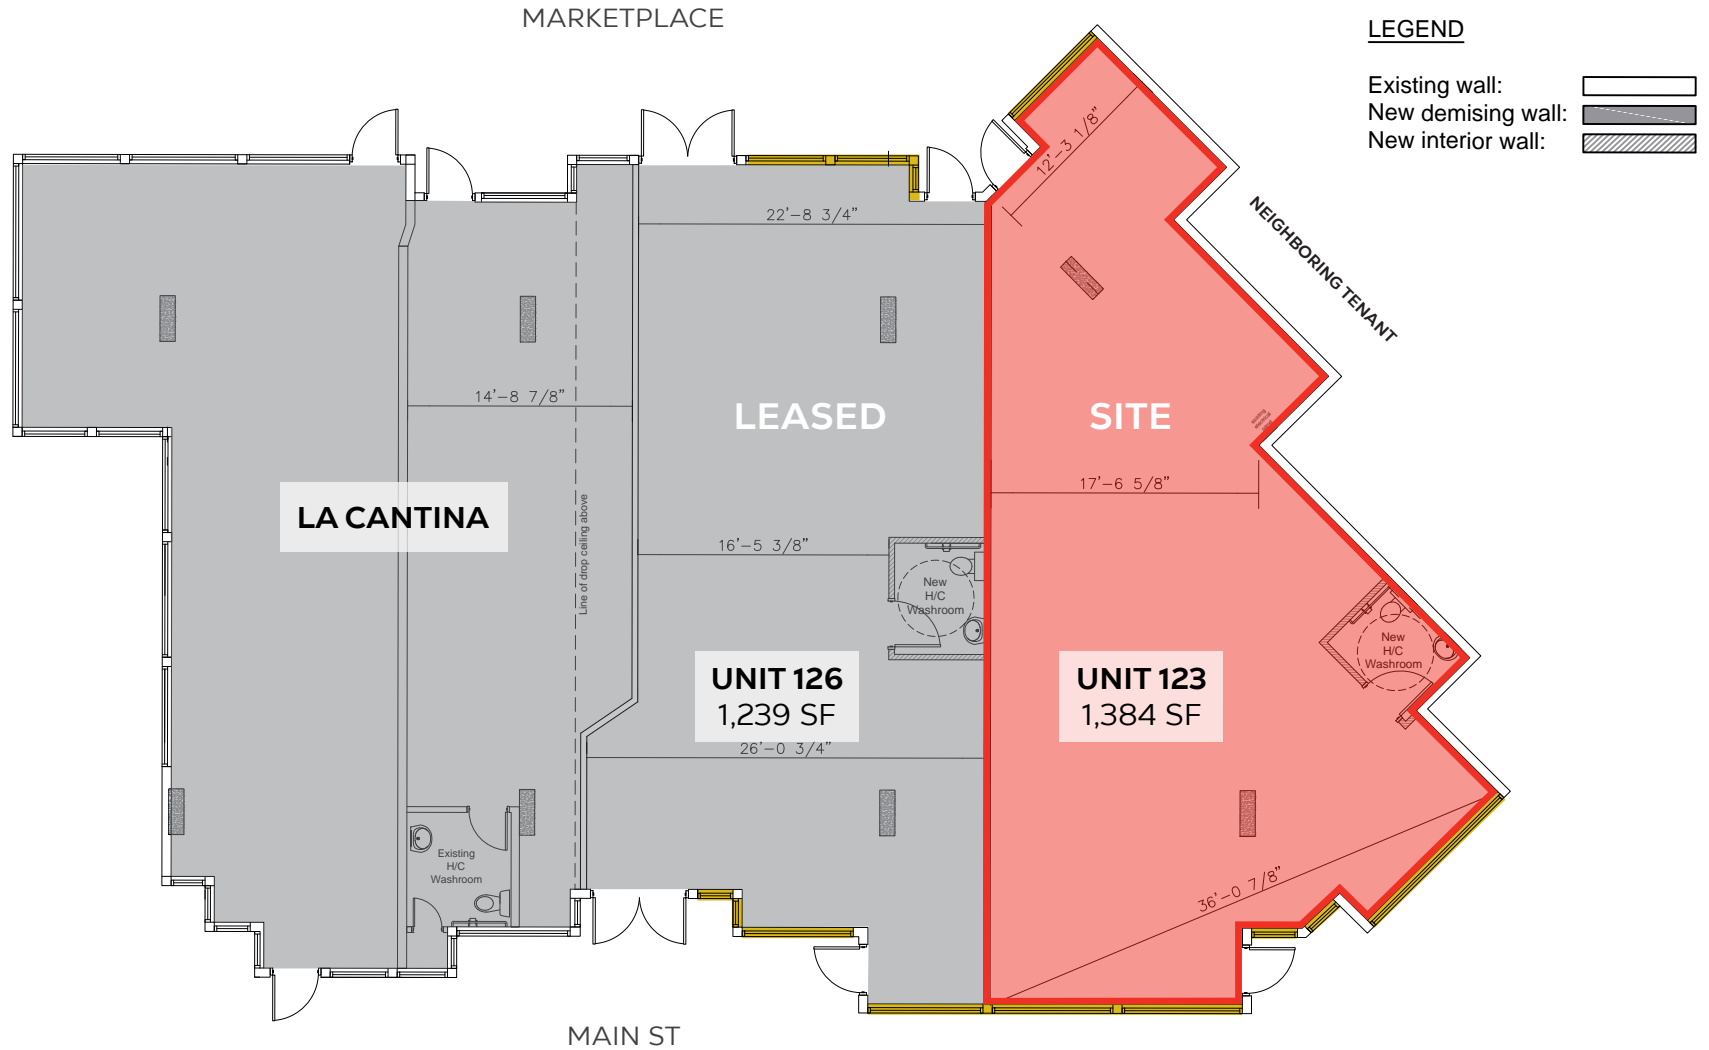 MARKETPLACE
LEGEND
Existing wall:
New demising wall:
New interior wall:
12'-3 1/8"
NEIGHBORING TENANT
22'-8 3/4"
14'-8 7/8"
LEASED
SITE
existing
electrical
panel
17'-6 5/8"
LA CANTINA
Line of drop ceiling above
16'-5 3/8"
New
H/C
Washroom
New
H/C
Washroom
UNIT 126
1,239 SF
UNIT 123
1,384 SF
26'-0 3/4"
Existing
H/C
Washroom
36'-0 7/8"
MAIN ST